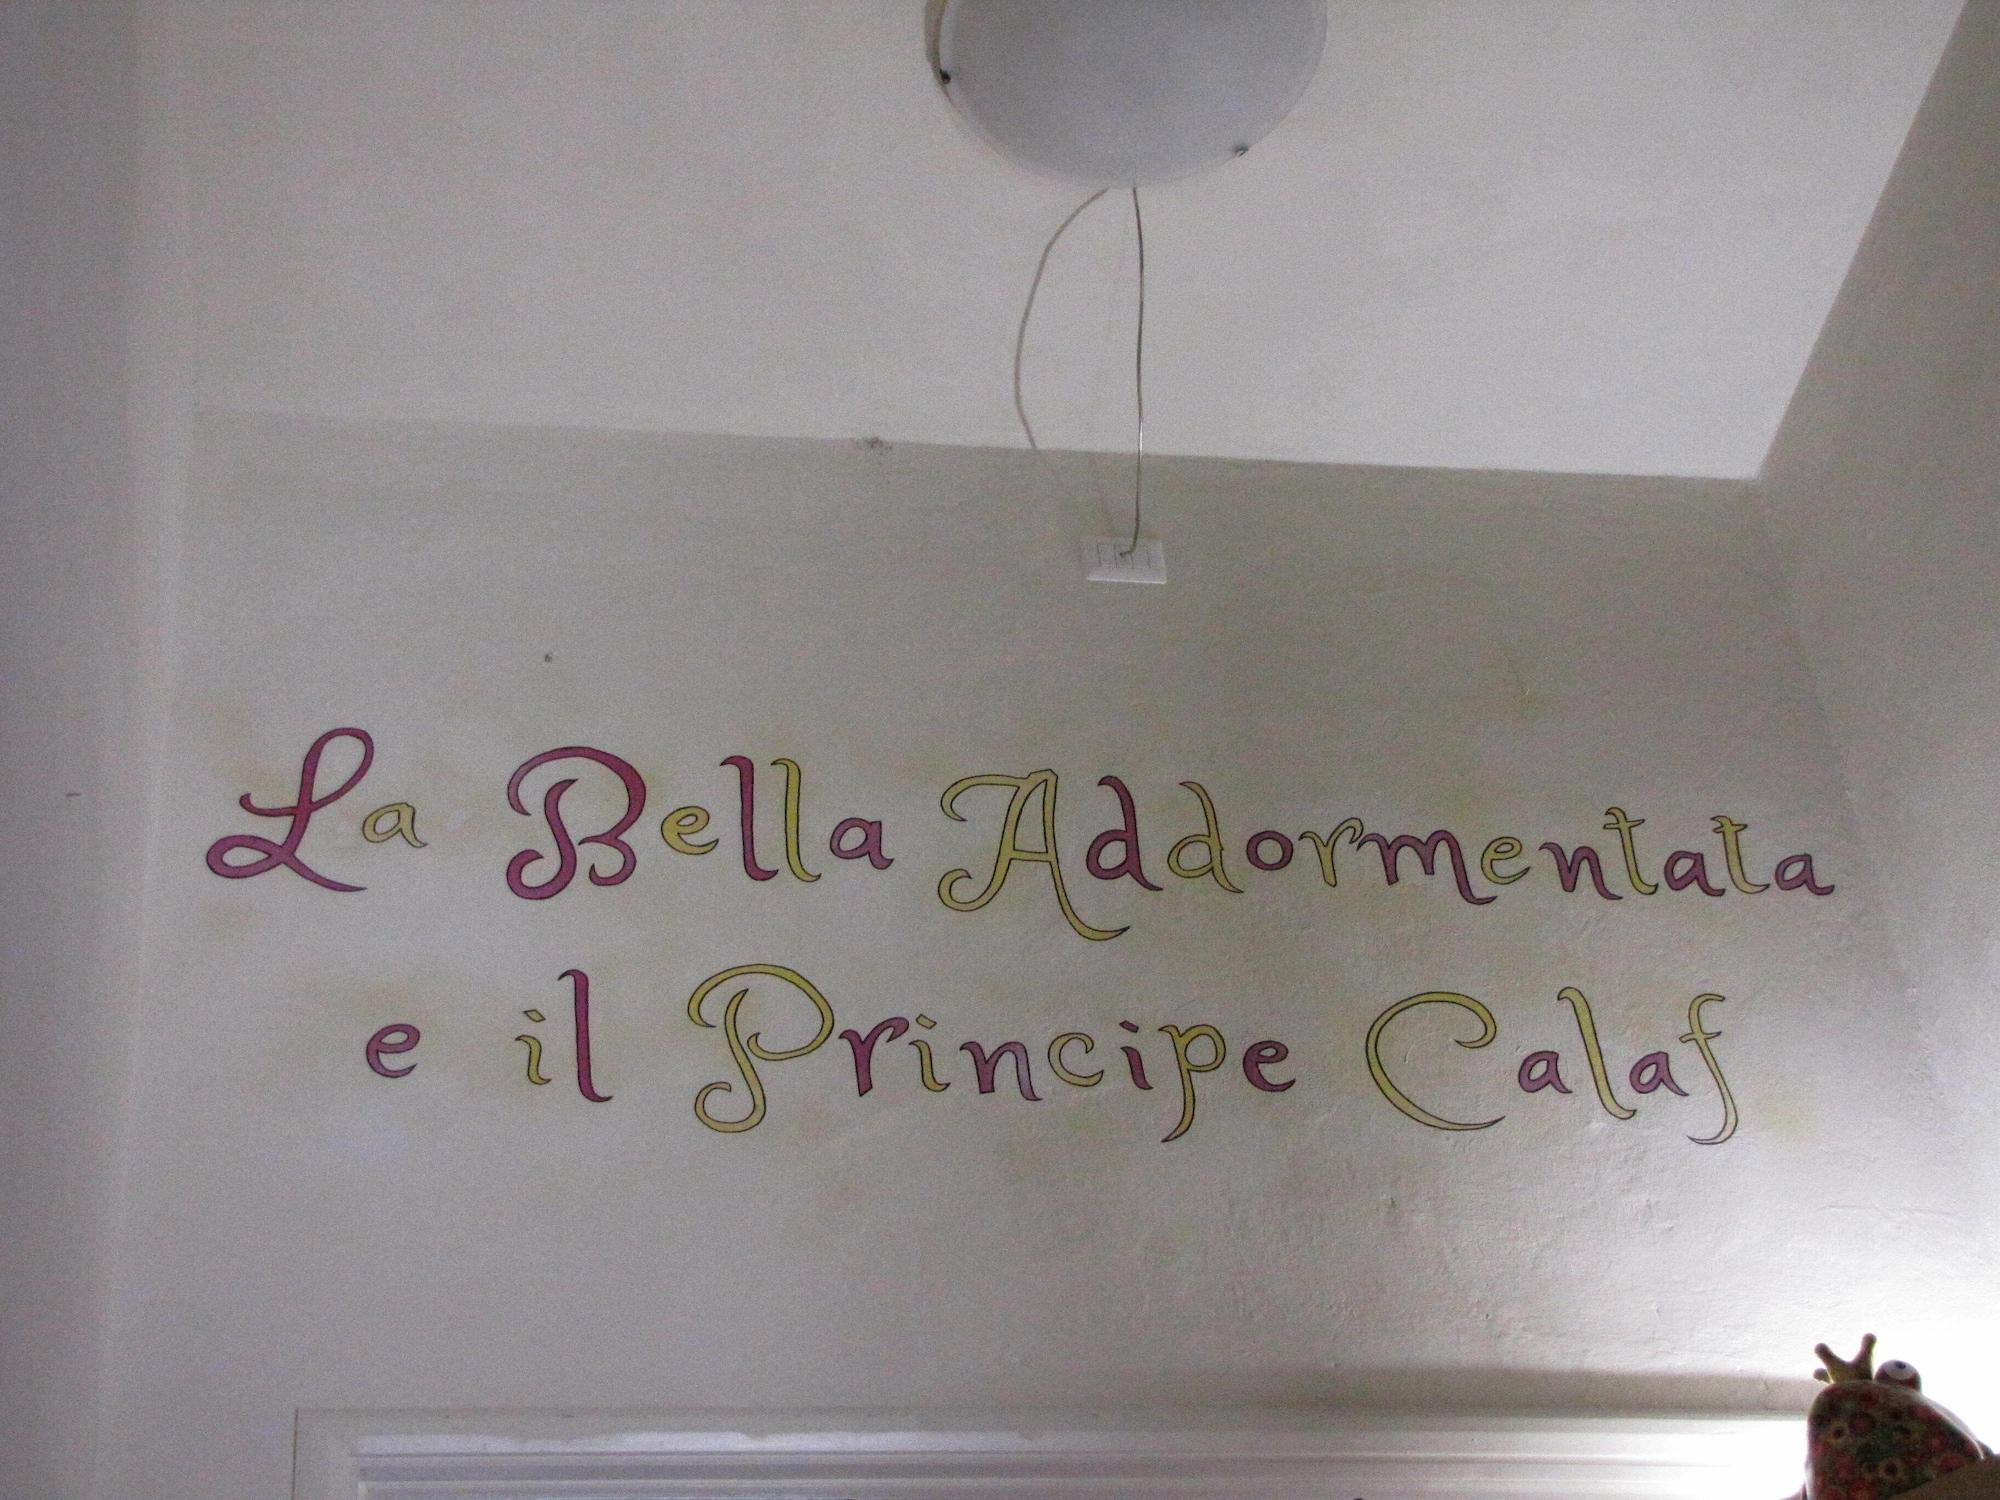 La Bella Addormentata
e il Principe Calaf